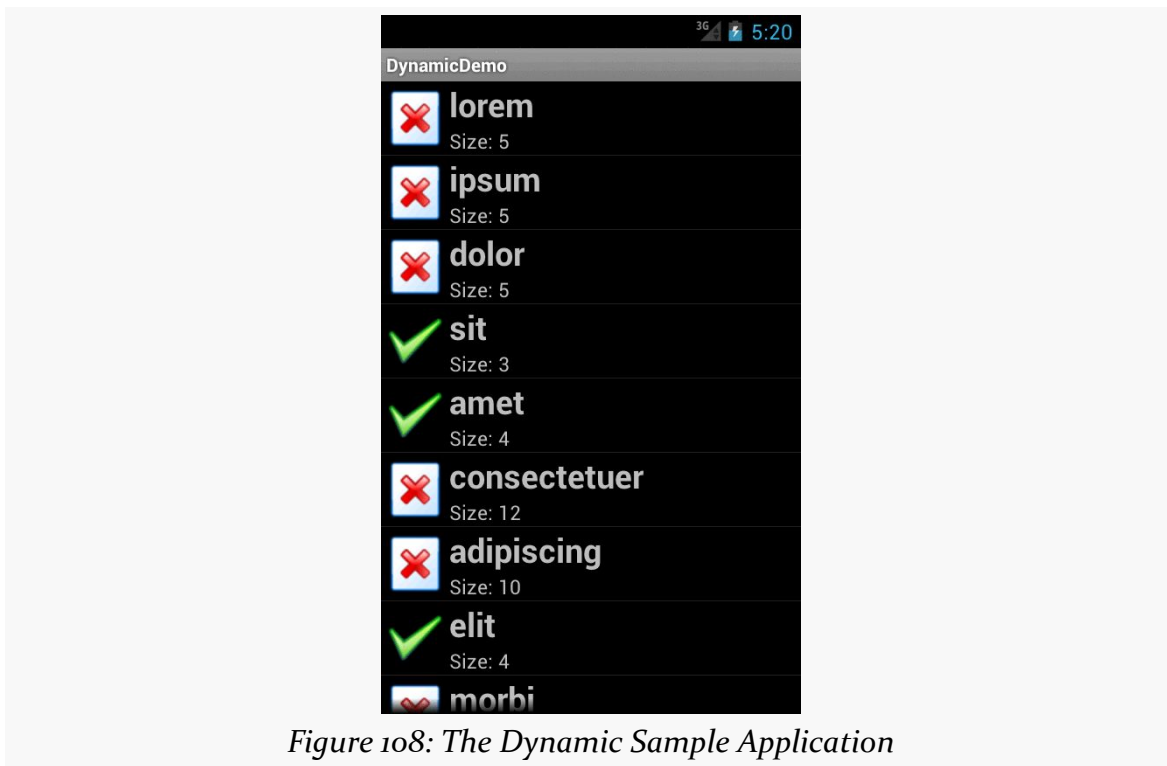 3G 5:20
DynamicDemo
lorem
Size: 5
ipsum
Size: 5
dolor
Size: 5
sit
Size: 3
amet
Size: 4
consectetuer
Size: 12
adipiscing
Size: 10
elit
Size: 4
morbi
Figure 108: The Dynamic Sample Application